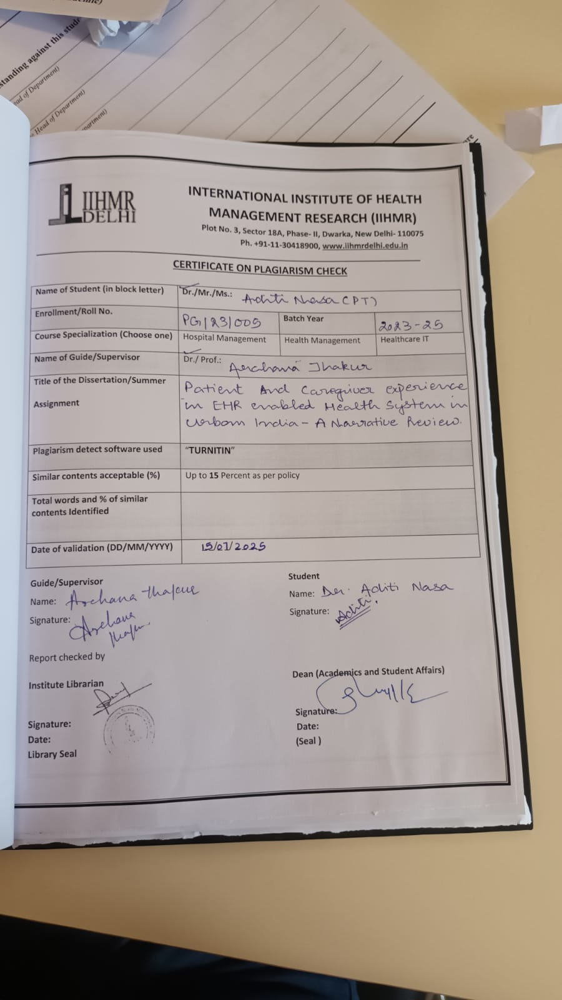 standing against this stude
ead of Department)
Head of Department)
partment)
IIHMR
DELHI
INTERNATIONAL INSTITUTE OF HEALTH
MANAGEMENT RESEARCH (IIHMR)
Plot No. 3, Sector 18A, Phase- II, Dwarka, New Delhi- 110075
Ph. +91-11-30418900, www.iihmrdelhi.edu.in
CERTIFICATE ON PLAGIARISM CHECK
Name of Student (in block letter) Dr./Mr./Ms.: Aditi Nasa (PT)
Enrollment/Roll No. PG/23/005 Batch Year 2023-25
Course Specialization (Choose one) Hospital Management Health Management Healthcare IT
Name of Guide/Supervisor Dr./ Prof.: Archana Thakur
Title of the Dissertation/Summer Patient And Caregiver experience
Assignment in EHR enabled Health System in
Urban India - A Narrative Review.
Plagiarism detect software used "TURNITIN"
Similar contents acceptable (%) Up to 15 Percent as per policy
Total words and % of similar
contents Identified
Date of validation (DD/MM/YYYY) 15/07/2025
Guide/Supervisor
Name: Archana Thakur
Signature: Archana
Thakur
Student
Name: Dr. Aditi Nasa
Signature: Aditi
Report checked by
Institute Librarian
Signature:
Date:
Library Seal
Dean (Academics and Student Affairs)
Signature:
Date:
(Seal )